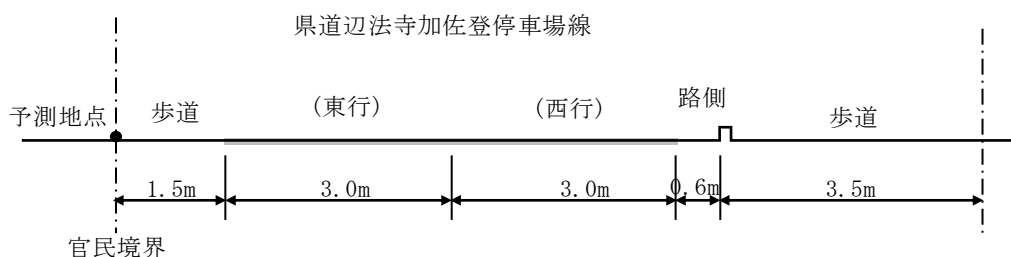 県道辺法寺加佐登停車場線
予測地点
歩道
(東行)
(西行)
路側
歩道
1.5m
3.0m
3.0m
0.6m
3.5m
官民境界